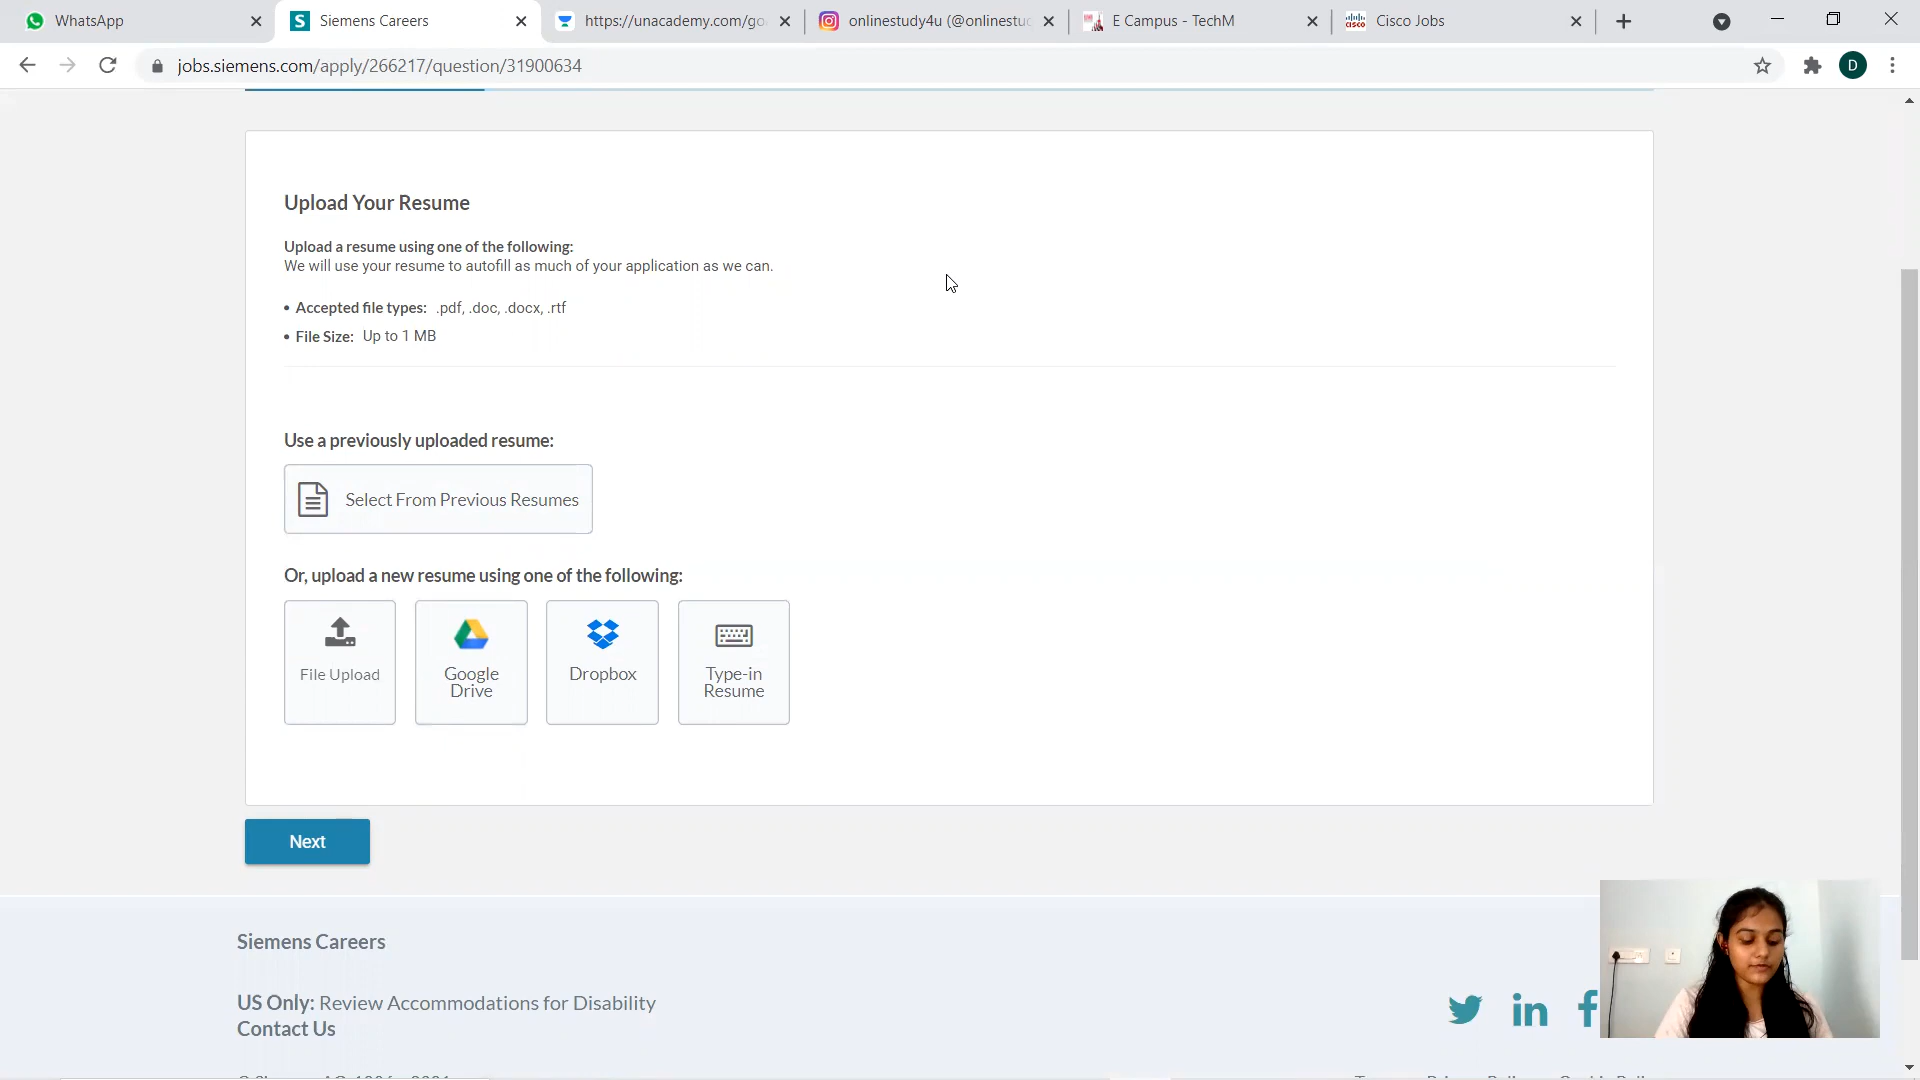 WhatsApp
Siemens Careers
https://unacademy.com/go
onlinestudy4u (@onlinestu
E Campus - TechM
Cisco Jobs
jobs.siemens.com/apply/266217/question/31900634
D
Upload Your Resume
Upload a resume using one of the following:
We will use your resume to autofill as much of your application as we can.
• Accepted file types: .pdf, .doc, .docx, .rtf
• File Size: Up to 1 MB
Use a previously uploaded resume:
Select From Previous Resumes
Or, upload a new resume using one of the following:
File Upload
Google
Drive
Dropbox
Type-in
Resume
Next
Siemens Careers
US Only: Review Accommodations for Disability
Contact Us